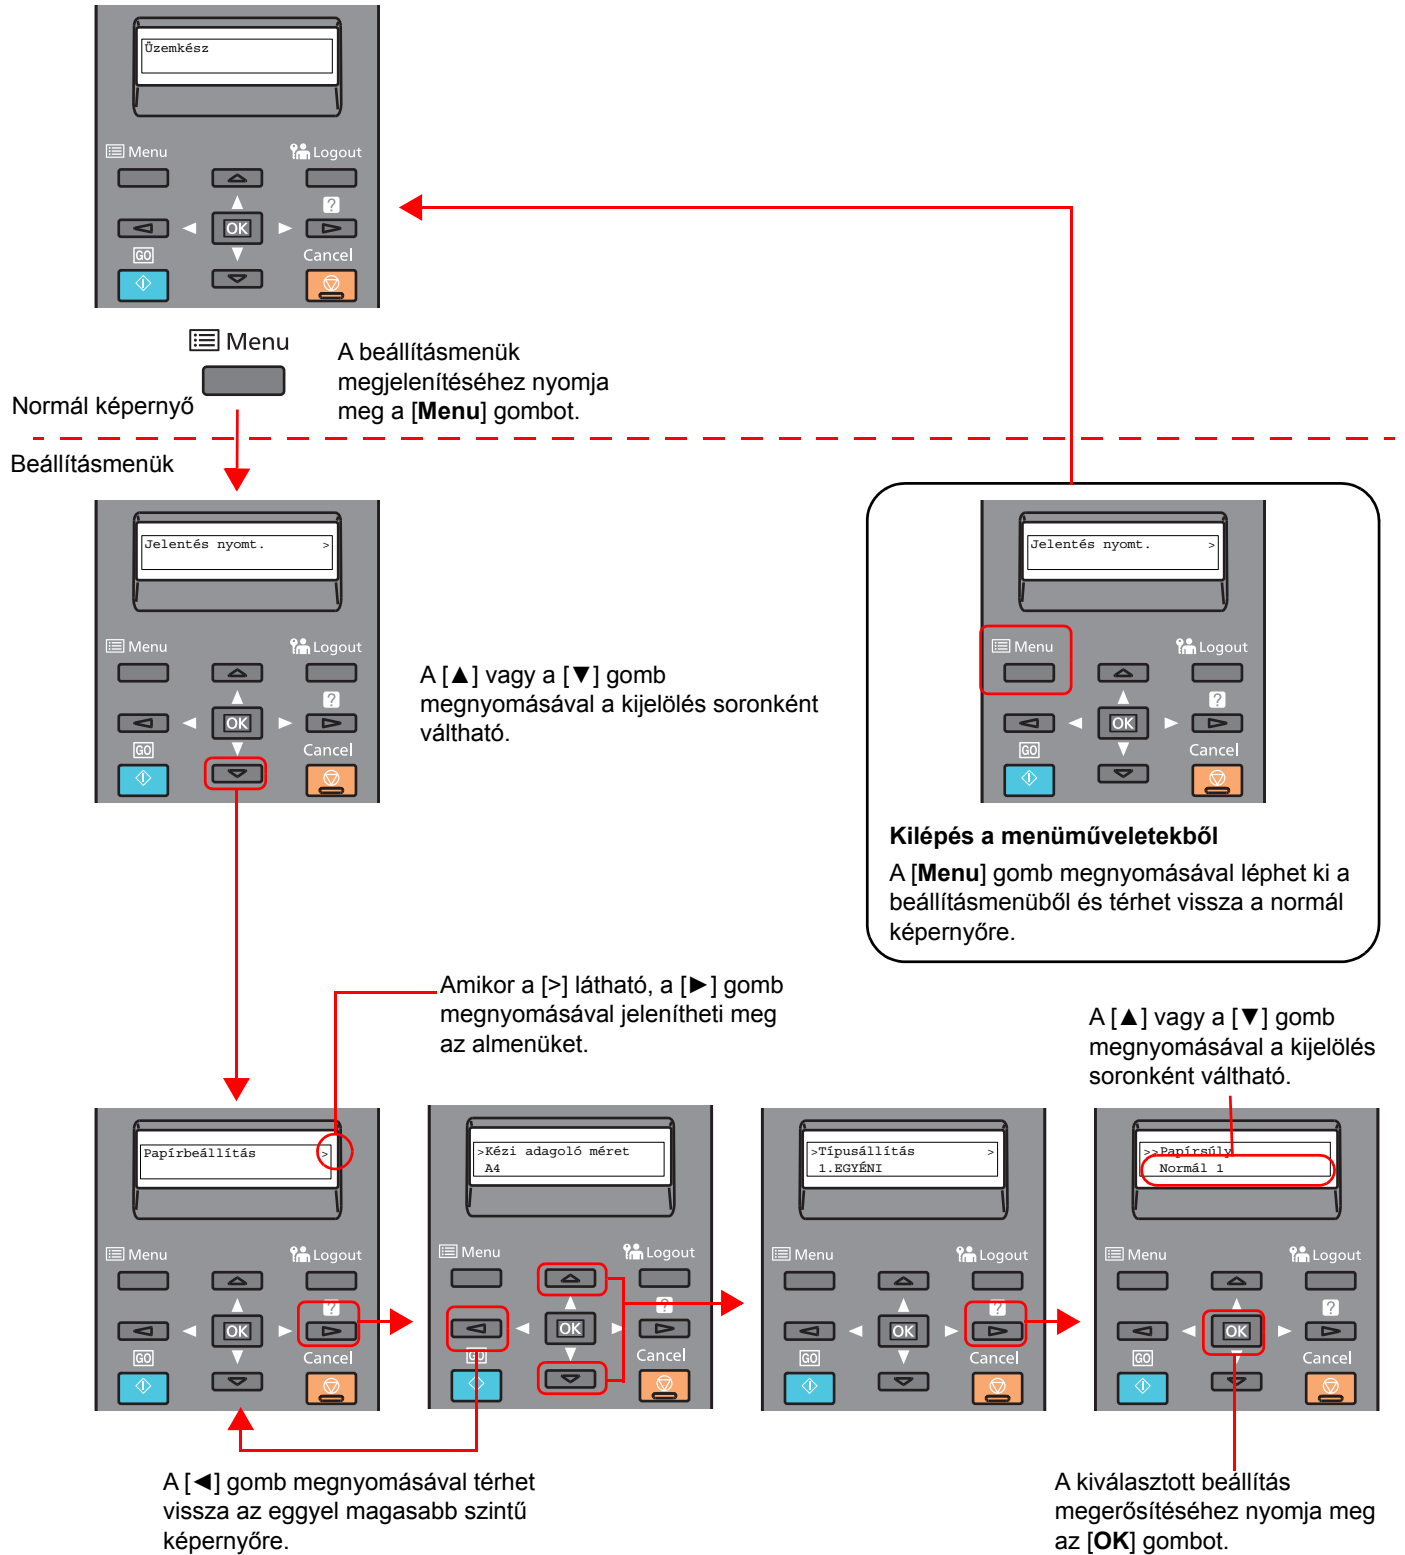 Üzemkész
Menu
Logout
?
OK
GO
Cancel
Menu
A beállításmenük
megjelenítéséhez nyomja
meg a [Menu] gombot.
Normál képernyő
Beállításmenük
Jelentés nyomt. >
Menu
Logout
?
OK
GO
Cancel
A [▲] vagy a [▼] gomb
megnyomásával a kijelölés soronként
váltható.
Jelentés nyomt. >
Menu
Logout
?
OK
GO
Cancel
Kilépés a menüműveletekből
A [Menu] gomb megnyomásával léphet ki a
beállításmenüből és térhet vissza a normál
képernyőre.
Amikor a [>] látható, a [►] gomb
megnyomásával jelenítheti meg
az almenüket.
A [▲] vagy a [▼] gomb
megnyomásával a kijelölés
soronként váltható.
Papírbeállítás >
Menu
Logout
?
OK
GO
Cancel
>Kézi adagoló méret
A4
Menu
Logout
?
OK
GO
Cancel
>Típusállítás >
1.EGYÉNI
Menu
Logout
?
OK
GO
Cancel
>>Papírsúly
Normál 1
Menu
Logout
?
OK
GO
Cancel
A [◄] gomb megnyomásával térhet
vissza az eggyel magasabb szintű
képernyőre.
A kiválasztott beállítás
megerősítéséhez nyomja meg
az [OK] gombot.